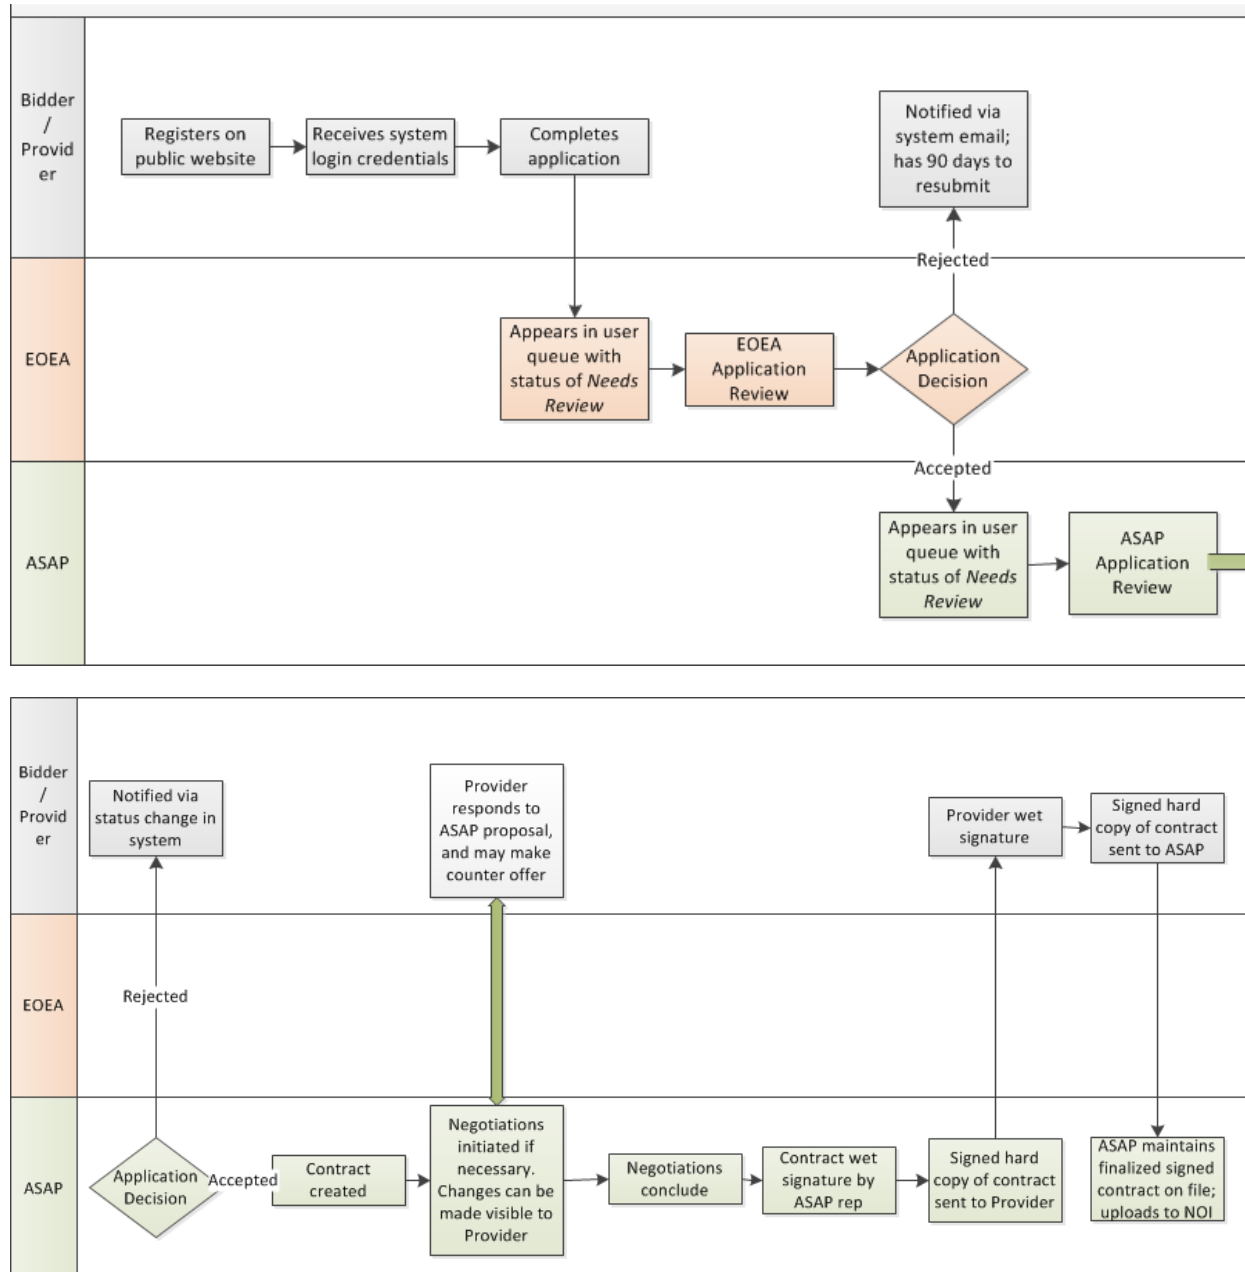 Bidder
/
Provid
er
Registers on
public website
Receives system
login credentials
Completes
application
Notified via
system email;
has 90 days to
resubmit
Rejected
EOEA
Appears in user
queue with
status of Needs
Review
EOEA
Application
Review
Application
Decision
Accepted
ASAP
Appears in user
queue with
status of Needs
Review
ASAP
Application
Review
Bidder
/
Provid
er
Notified via
status change in
system
Provider
responds to
ASAP proposal,
and may make
counter offer
Provider wet
signature
Signed hard
copy of contract
sent to ASAP
EOEA
Rejected
ASAP
Application
Decision
Accepted
Contract
created
Negotiations
initiated if
necessary.
Changes can be
made visible to
Provider
Negotiations
conclude
Contract wet
signature by
ASAP rep
Signed hard
copy of contract
sent to Provider
ASAP maintains
finalized signed
contract on file;
uploads to NOI